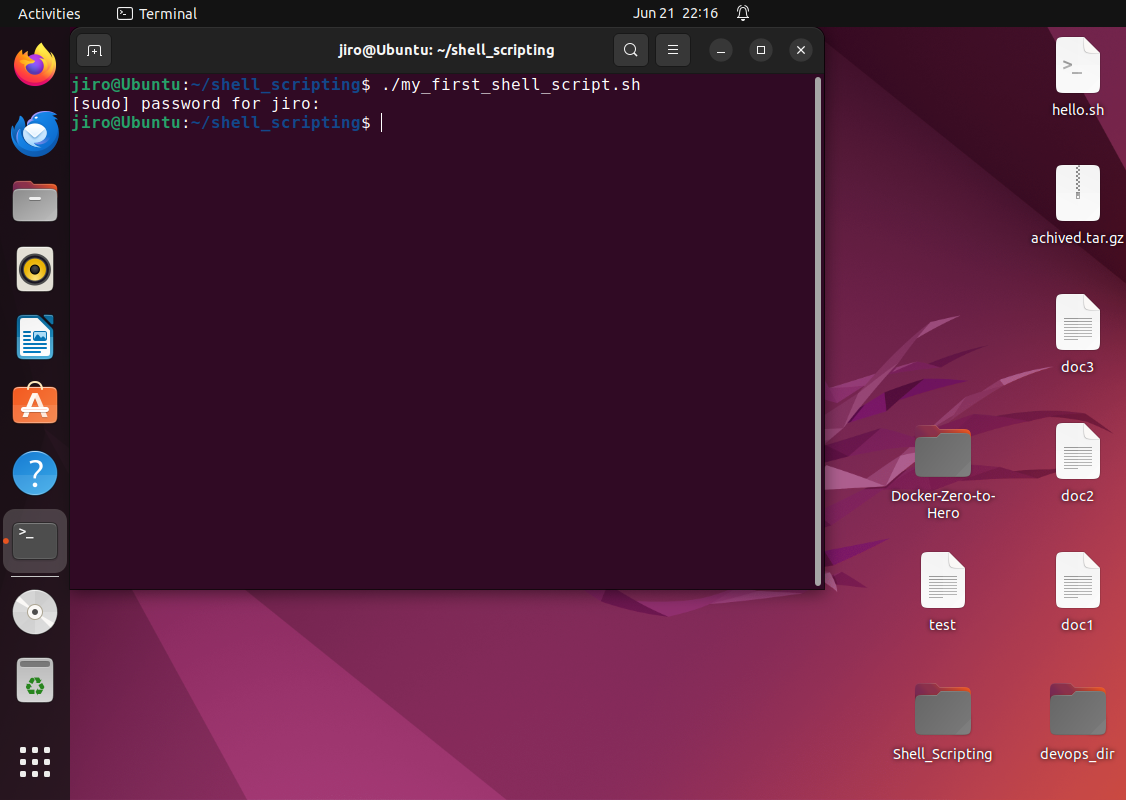 Activities
Terminal
Jun 21 22:16
jiro@Ubuntu: ~/shell_scripting
jiro@Ubuntu:~/shell_scripting$ ./my_first_shell_script.sh
[sudo] password for jiro:
jiro@Ubuntu:~/shell_scripting$
>_
hello.sh
achived.tar.gz
doc3
Docker-Zero-to-
Hero
doc2
test
doc1
Shell_Scripting
devops_dir
?
>_